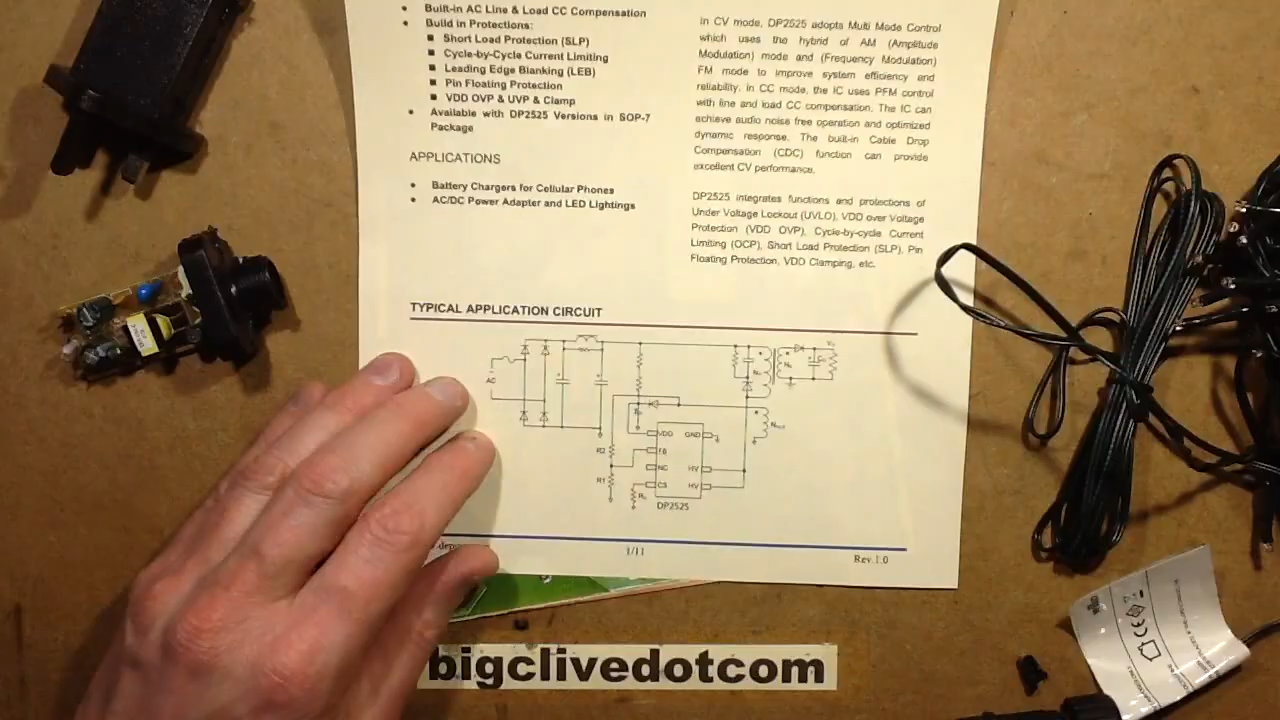 Built-in AC Line & Load CC Compensation
Build in Protections:
Short Load Protection (SLP)
Cycle-by-Cycle Current Limiting
Leading Edge Blanking (LEB)
Pin Floating Protection
VDD OVP & UVP & Clamp
Available with DP2525 Versions in SOP-7
Package
APPLICATIONS
Battery Chargers for Cellular Phones
AC/DC Power Adapter and LED Lightings
in CV mode, DP2525 adopts Multi Mode Control
which uses the hybrid of AM (Amplitude
Modulation) mode and (Frequency Modulation)
FM mode to improve system efficiency and
reliability. in CC mode, the IC uses PFM control
with line and load CC compensation. The IC can
achieve audio noise free operation and optimized
dynamic response. The built-in Cable Drop
Compensation (CDC) function can provide
excellent CV performance.
DP2525 integrates functions and protections of
Under Voltage Lockout (UVLO), VDD over Voltage
Protection (VDD OVP), Cycle-by-cycle Current
Limiting (OCP), Short Load Protection (SLP), Pin
Floating Protection, VDD Clamping, etc.
TYPICAL APPLICATION CIRCUIT
AC
VDD
GND
R2
FB
NC
HV
R1
CS
HV
DP2525
1/11
Rev.1.0
bigclivedotcom